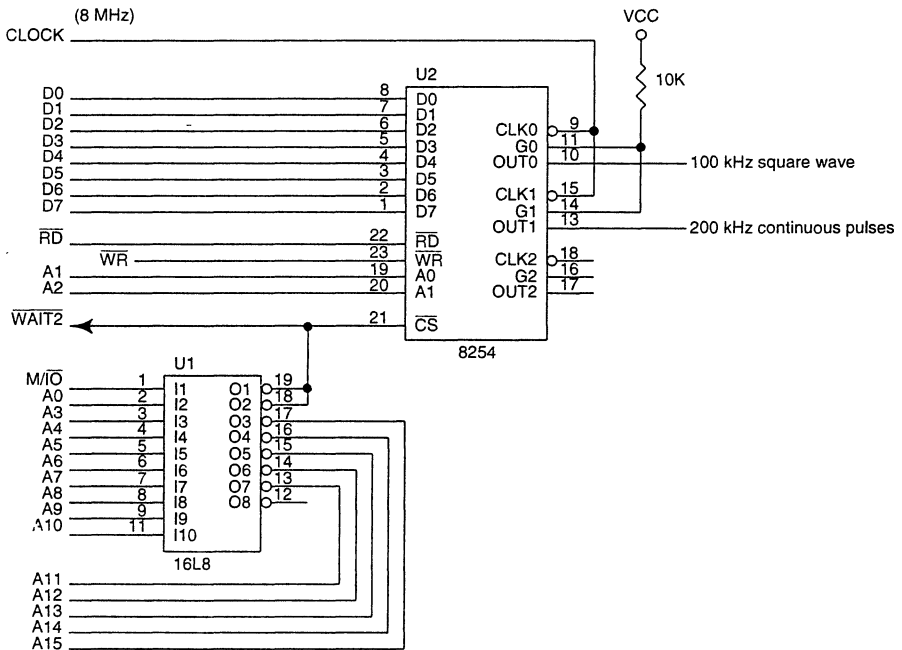 (8 MHz)
CLOCK
VCC
10K
U2
D0 8 D0
D1 7 D1
D2 6 D2
D3 5 D3
D4 4 D4
D5 3 D5
D6 2 D6
D7 1 D7
RD 22 RD
WR 23 WR
A1 19 A0
A2 20 A1
WAIT2 21 CS
CLK0 9
G0 11
OUT0 10 100 kHz square wave
CLK1 15
G1 14
OUT1 13 200 kHz continuous pulses
CLK2 18
G2 16
OUT2 17
8254
U1
M/IO 1 I1 O1 19
A0 2 I2 O2 18
A3 3 I3 O3 17
A4 4 I4 O4 16
A5 5 I5 O5 15
A6 6 I6 O6 14
A7 7 I7 O7 13
A8 8 I8 O8 12
A9 9 I9
A10 11 I10
16L8
A11
A12
A13
A14
A15